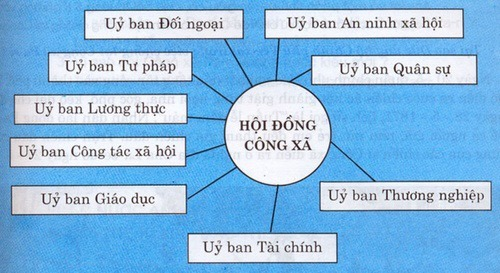 Uỷ ban Đối ngoại
Uỷ ban An ninh xã hội
Uỷ ban Tư pháp
Uỷ ban Quân sự
Uỷ ban Lương thực
HỘI ĐỒNG
CÔNG XÃ
Uỷ ban Công tác xã hội
Uỷ ban Giáo dục
Uỷ ban Thương nghiệp
Uỷ ban Tài chính